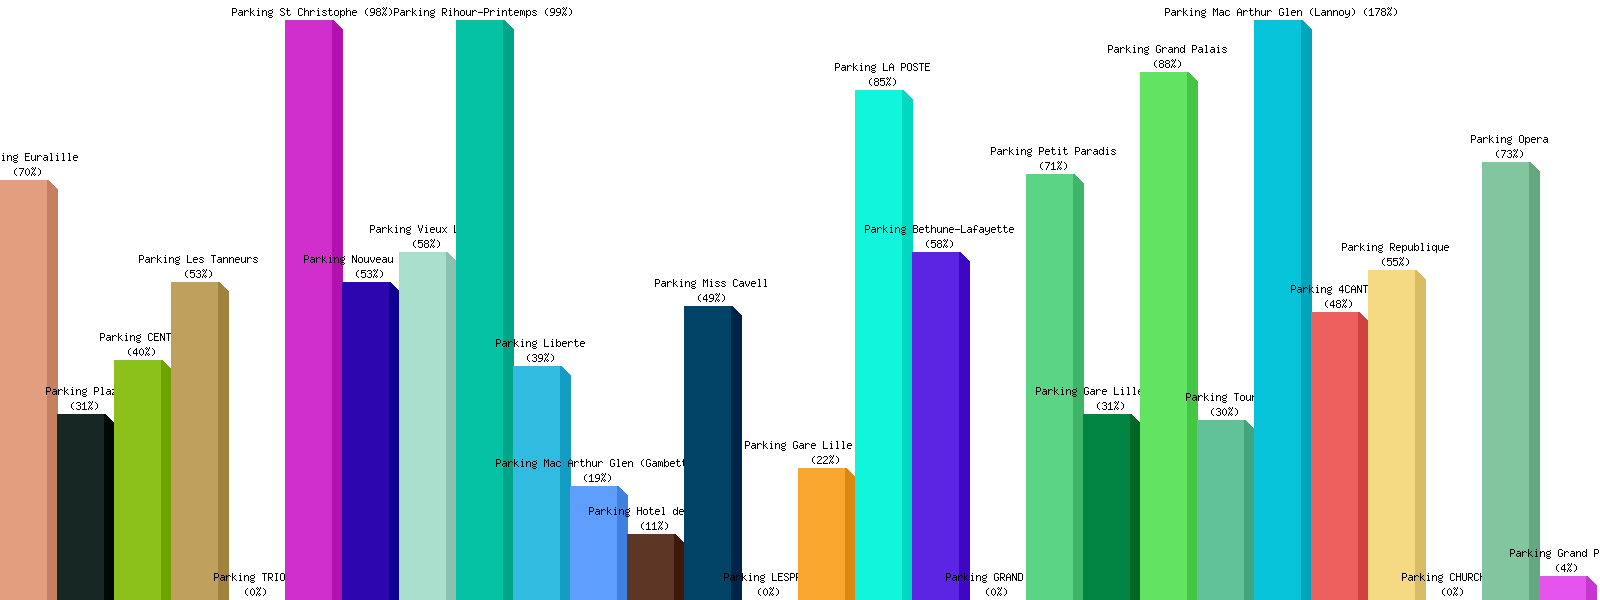 Parking St Christophe (98%)
Parking Rihour-Printemps (99%)
Parking Mac Arthur Glen (Lannoy) (178%)
Parking Grand Palais
(88%)
Parking LA POSTE
(85%)
Parking Opera
(73%)
Parking Petit Paradis
(71%)
ing Euralille
(70%)
Parking Vieux L
(58%)
Parking Bethune-Lafayette
(58%)
Parking Republique
(55%)
Parking Les Tanneurs
(53%)
Parking Nouveau
(53%)
Parking Miss Cavell
(49%)
Parking 4CANT
(48%)
Parking CENT
(40%)
Parking Liberte
(39%)
Parking Plaz
(31%)
Parking Gare Lille
(31%)
Parking Tour
(30%)
Parking Gare Lille
(22%)
Parking Mac Arthur Glen (Gambett
(19%)
Parking Hotel de
(11%)
Parking Grand P
(4%)
Parking TRIO
(0%)
Parking LESP
(0%)
Parking GRAND
(0%)
Parking CHURCH
(0%)